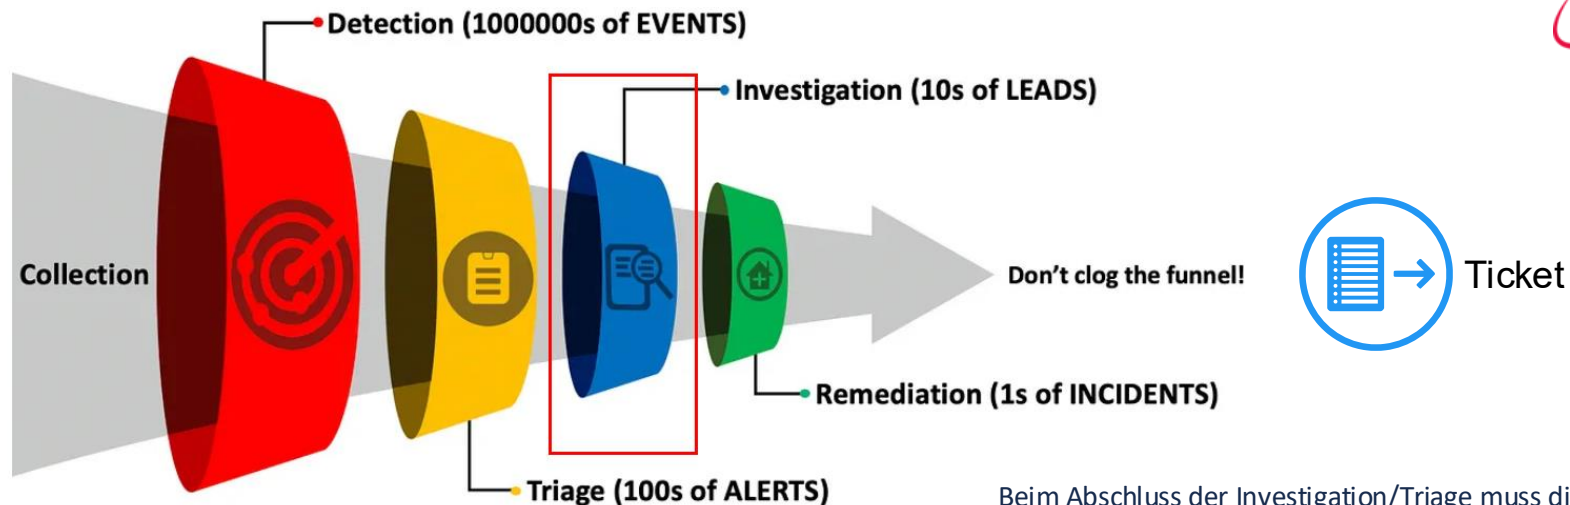 Detection (1000000s of EVENTS)
Investigation (10s of LEADS)
Collection
Don't clog the funnel!
Ticket
Remediation (1s of INCIDENTS)
Triage (100s of ALERTS)
Beim Abschluss der Investigation/Triage muss di